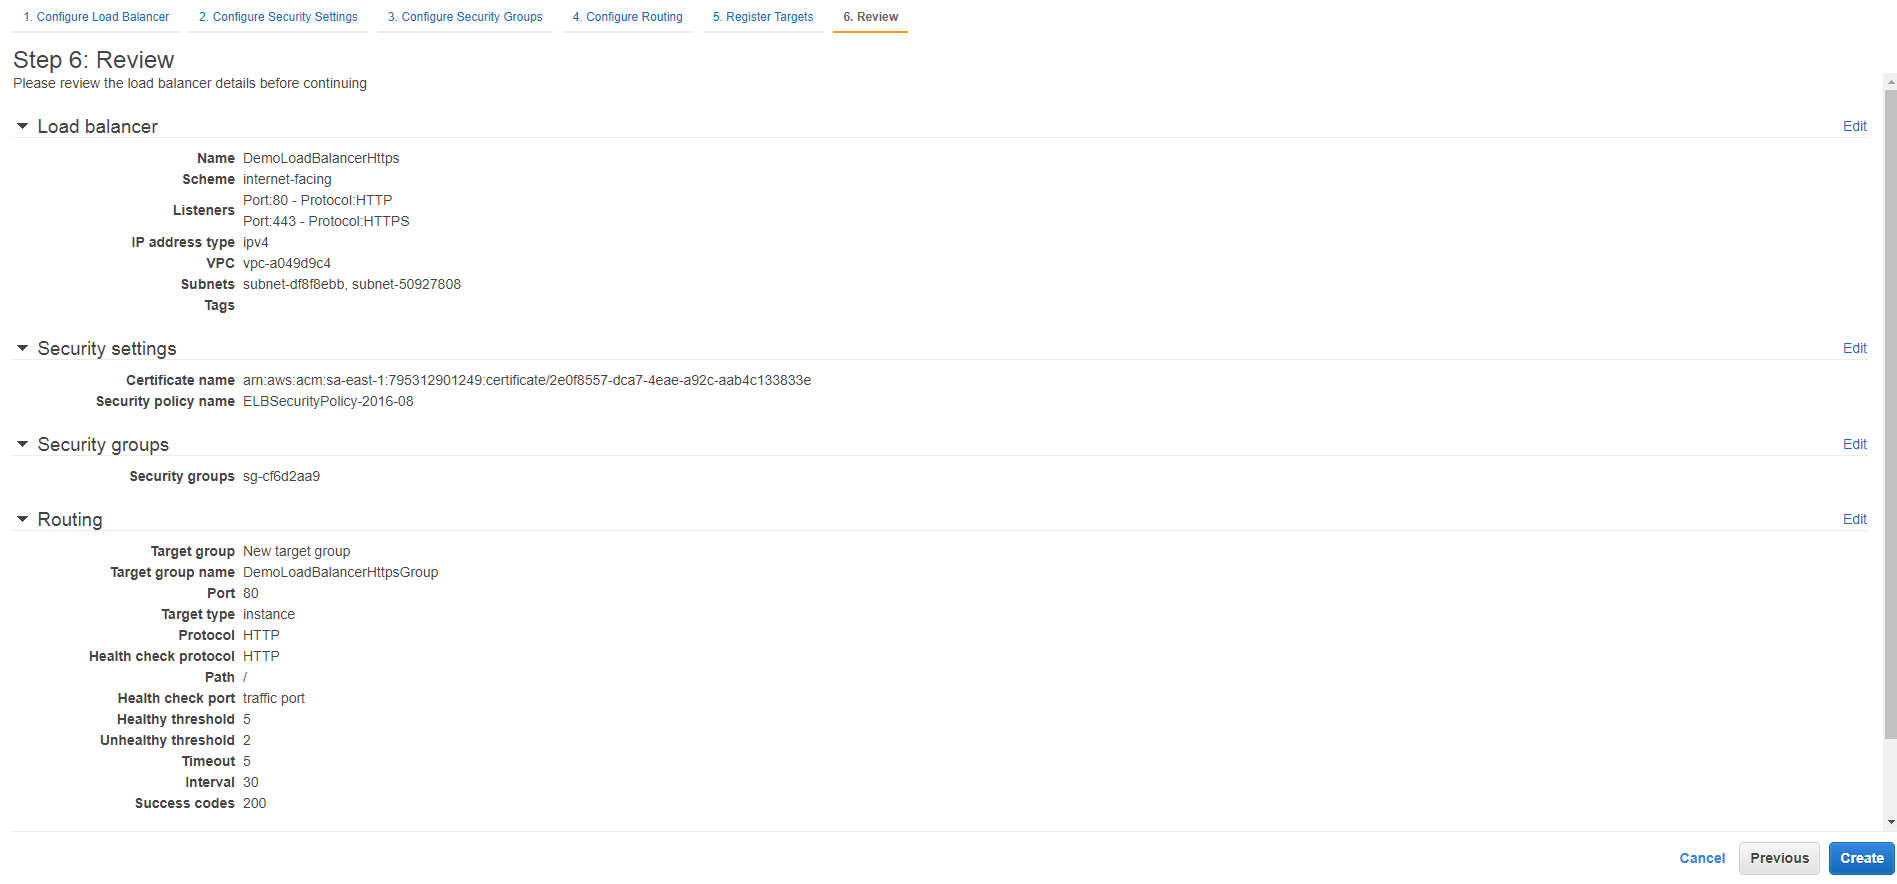 1. Configure Load Balancer 2. Configure Security Settings 3. Configure Security Groups 4. Configure Routing 5. Register Targets 6. Review
Step 6: Review
Please review the load balancer details before continuing
Load balancer Edit
Name DemoLoadBalancerHttps
Scheme internet-facing
Listeners Port:80 - Protocol:HTTP
Port:443 - Protocol:HTTPS
IP address type ipv4
VPC vpc-a049d9c4
Subnets subnet-df8f8ebb, subnet-50927808
Tags
Security settings Edit
Certificate name arn:aws:acm:sa-east-1:795312901249:certificate/2e0f8557-dca7-4eae-a92c-aab4c133833e
Security policy name ELBSecurityPolicy-2016-08
Security groups Edit
Security groups sg-cf6d2aa9
Routing Edit
Target group New target group
Target group name DemoLoadBalancerHttpsGroup
Port 80
Target type instance
Protocol HTTP
Health check protocol HTTP
Path /
Health check port traffic port
Healthy threshold 5
Unhealthy threshold 2
Timeout 5
Interval 30
Success codes 200
Cancel Previous Create